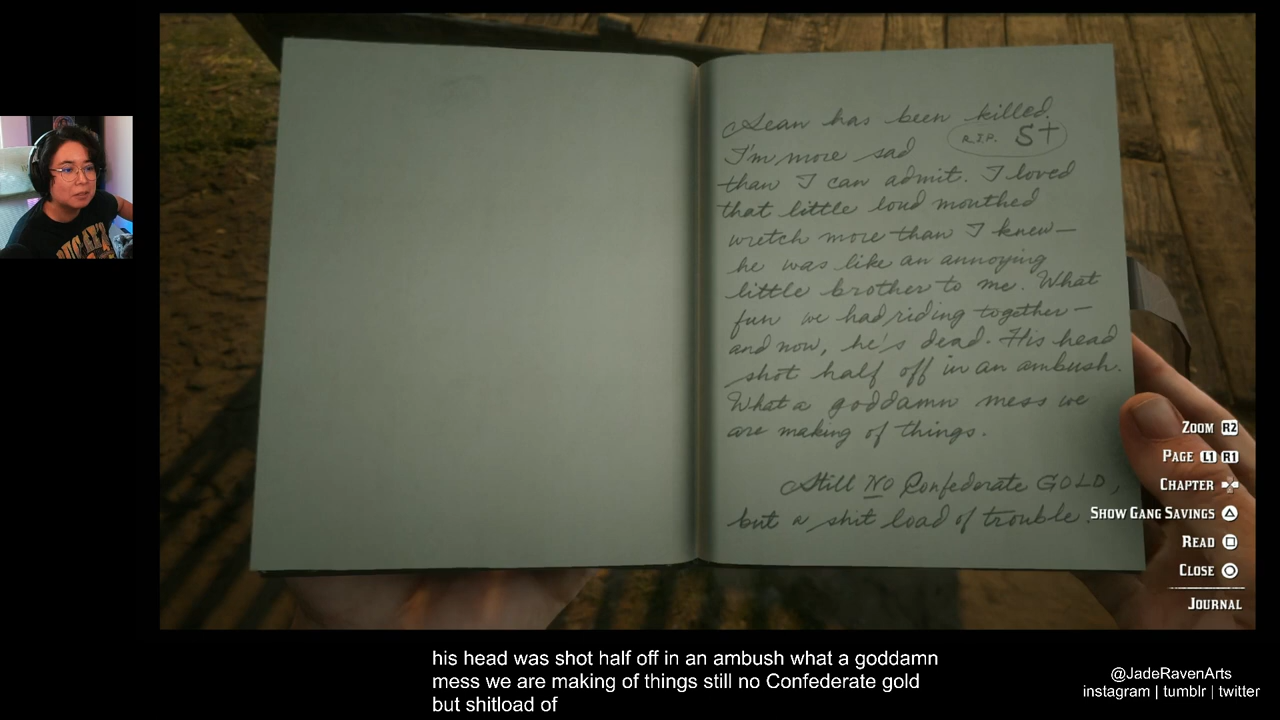 Sean has been killed.
R.I.P. S†
I'm more sad
than I can admit. I loved
that little loud mouthed
wretch more than I knew—
he was like an annoying
little brother to me. What
fun we had riding together—
and now, he's dead. His head
shot half off in an ambush.
What a goddamn mess we
are making of things.
Still NO Confederate GOLD,
but a shit load of trouble.
ZOOM R2
PAGE L1 R1
CHAPTER
SHOW GANG SAVINGS
READ
CLOSE
JOURNAL
his head was shot half off in an ambush what a goddamn
mess we are making of things still no Confederate gold
but shitload of
@JadeRavenArts
instagram | tumblr | twitter